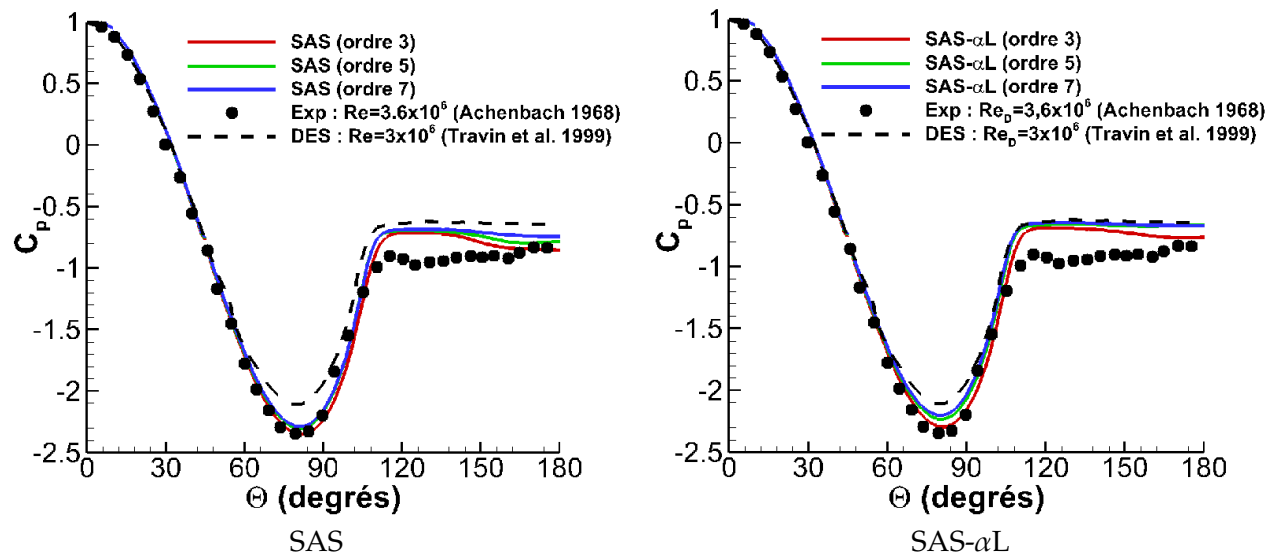 1
0.5
0
-0.5
-1
-1.5
-2
-2.5
Cp
0 30 60 90 120 150 180
Θ (degrés)
SAS (ordre 3)
SAS (ordre 5)
SAS (ordre 7)
Exp : Re=3.6x10⁶ (Achenbach 1968)
DES : Re=3x10⁶ (Travin et al. 1999)
SAS
1
0.5
0
-0.5
-1
-1.5
-2
-2.5
Cp
0 30 60 90 120 150 180
Θ (degrés)
SAS-αL (ordre 3)
SAS-αL (ordre 5)
SAS-αL (ordre 7)
Exp : Re_D=3,6x10⁶ (Achenbach 1968)
DES : Re_D=3x10⁶ (Travin et al. 1999)
SAS-αL